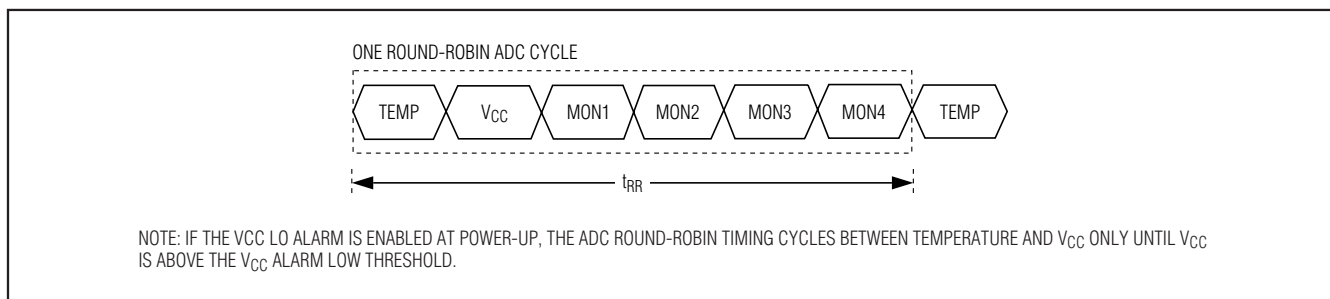 ONE ROUND-ROBIN ADC CYCLE
TEMP VCC MON1 MON2 MON3 MON4 TEMP
tRR
NOTE: IF THE VCC LO ALARM IS ENABLED AT POWER-UP, THE ADC ROUND-ROBIN TIMING CYCLES BETWEEN TEMPERATURE AND VCC ONLY UNTIL VCC
IS ABOVE THE VCC ALARM LOW THRESHOLD.